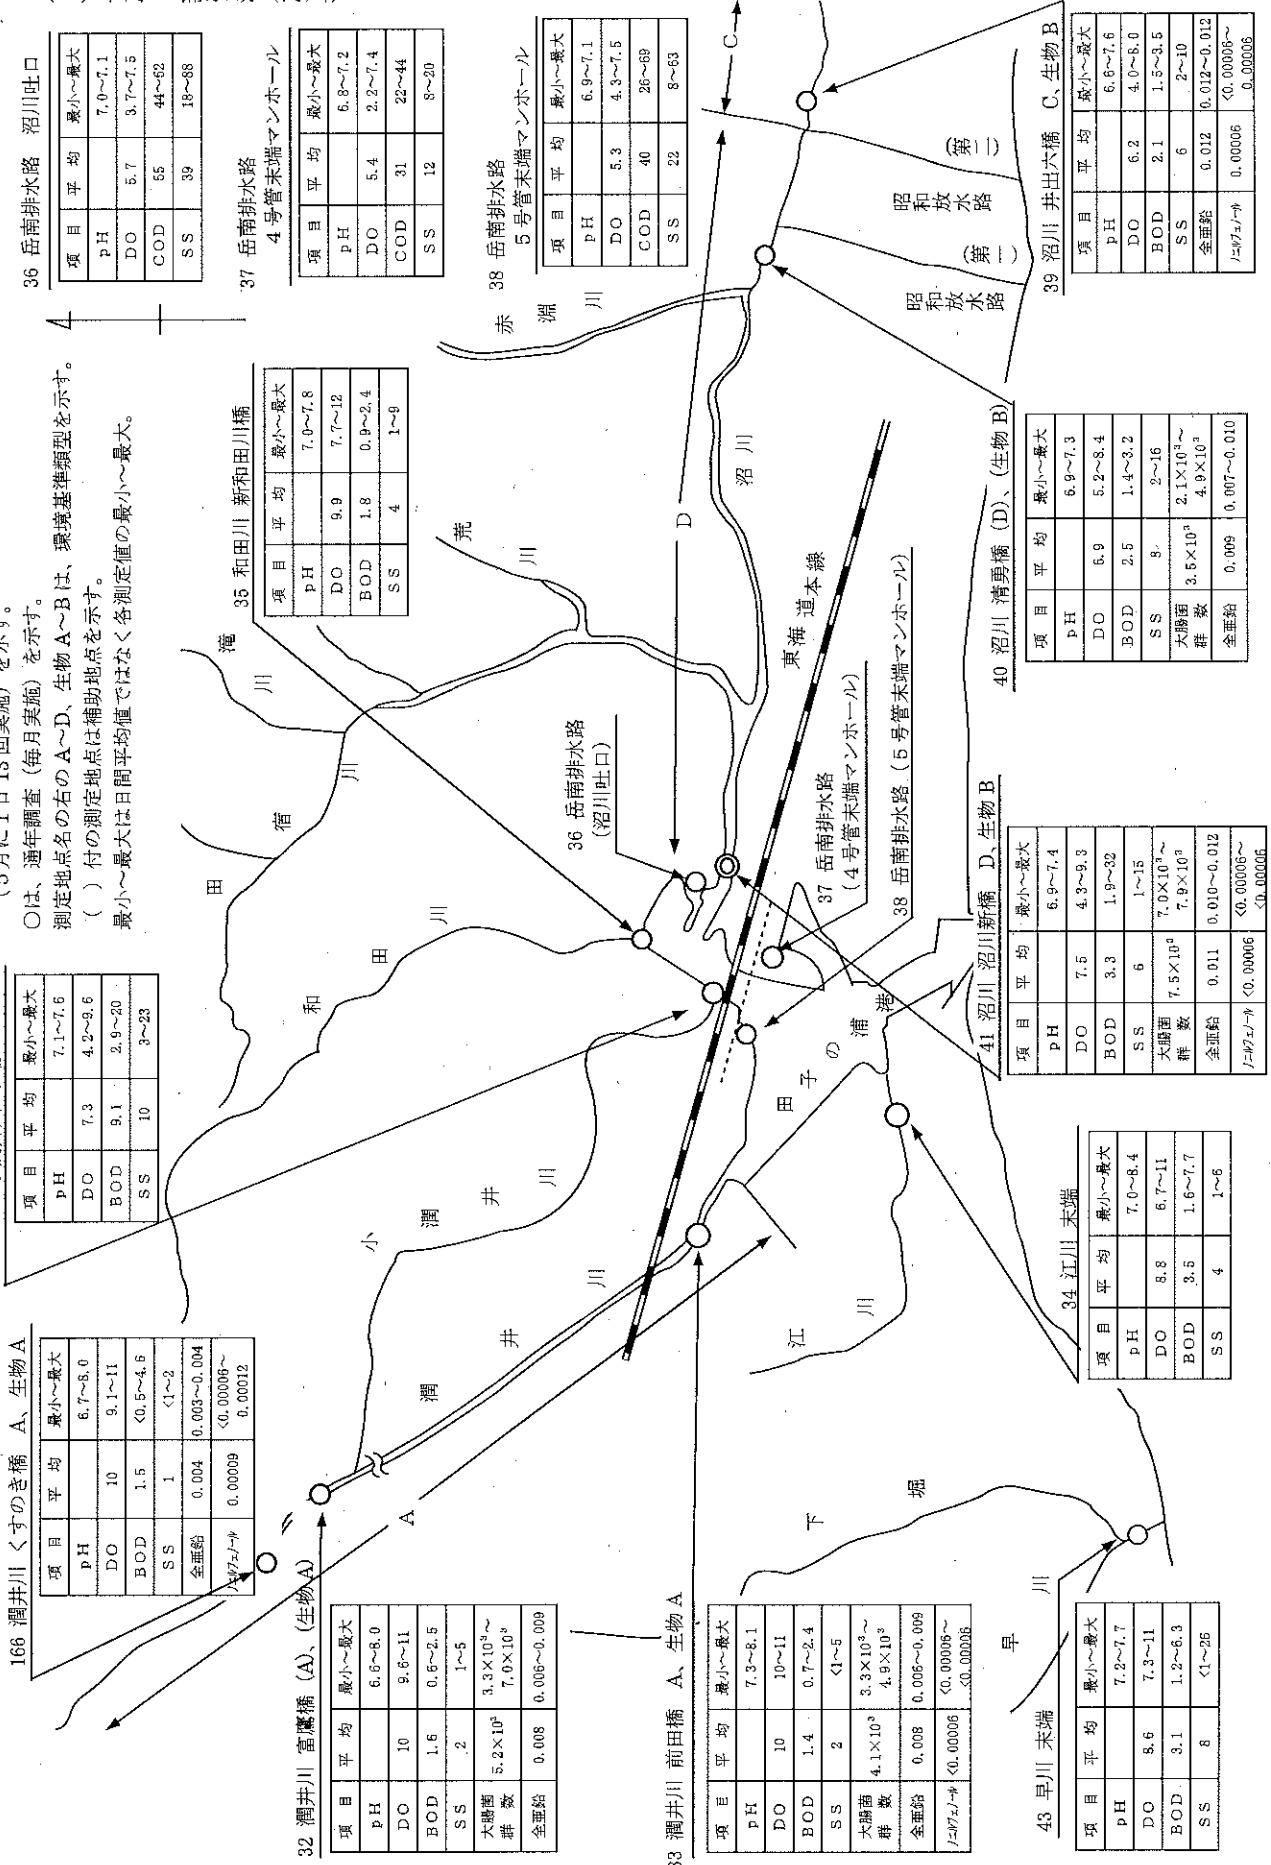 (5月に1日13回実施)を示す。
○は、通年調査(毎月実施)を示す。
測定地点名の右のA～D、生物A～Bは、環境基準類型を示す。
( )付の測定地点は補助地点を示す。
最小～最大は日間平均値ではなく各測定値の最小～最大。
項目 平均 最小～最大
pH 7.1～7.6
DO 7.3 4.2～9.6
BOD 9.1 2.9～20
SS 10 3～23
166 潤井川 くすのき橋 A、生物A
項目 平均 最小～最大
pH 6.7～8.0
DO 10 9.1～11
BOD 1.5 <0.5～4.6
SS 1 <1～2
全亜鉛 0.004 0.003～0.004
ノニルフェノール 0.00009 <0.00006～
0.00012
32 潤井川 富鷹橋 (A)、(生物A)
項目 平均 最小～最大
pH 6.6～8.0
DO 10 9.6～11
BOD 1.6 0.6～2.5
SS 2 1～5
大腸菌
群数 5.2×10³ 3.3×10³～
7.0×10³
全亜鉛 0.008 0.006～0.009
33 潤井川 前田橋 A、生物A
項目 平均 最小～最大
pH 7.3～8.1
DO 10 10～11
BOD 1.4 0.7～2.4
SS 2 <1～5
大腸菌
群数 4.1×10³ 3.3×10³～
4.9×10³
全亜鉛 0.008 0.006～0.009
ノニルフェノール <0.00006 <0.00006～
<0.00006
43 早川 末端
項目 平均 最小～最大
pH 7.2～7.7
DO 8.6 7.3～11
BOD 3.1 1.2～6.3
SS 8 <1～26
34 江川 末端
項目 平均 最小～最大
pH 7.0～8.4
DO 8.8 6.7～11
BOD 3.5 1.6～7.7
SS 4 1～6
35 和田川 新和田川橋
項目 平均 最小～最大
pH 7.0～7.8
DO 9.9 7.7～12
BOD 1.8 0.9～2.4
SS 4 1～9
36 岳南排水路 沼川吐口
項目 平均 最小～最大
pH 7.0～7.1
DO 5.7 3.7～7.5
COD 55 44～62
SS 39 18～88
37 岳南排水路
4号管末端マンホール
項目 平均 最小～最大
pH 6.8～7.2
DO 5.4 2.2～7.4
COD 31 22～44
SS 12 8～20
38 岳南排水路
5号管末端マンホール
項目 平均 最小～最大
pH 6.9～7.1
DO 5.3 4.3～7.5
COD 40 26～69
SS 22 8～63
39 沼川 井出六橋 C、生物B
項目 平均 最小～最大
pH 6.6～7.6
DO 6.2 4.0～8.0
BOD 2.1 1.5～3.5
SS 6 2～10
全亜鉛 0.012 0.012～0.012
ノニルフェノール 0.00006 <0.00006～
0.00006
40 沼川 清勇橋 (D)、(生物B)
項目 平均 最小～最大
pH 6.9～7.3
DO 6.9 5.2～8.4
BOD 2.5 1.4～3.2
SS 8 2～16
大腸菌
群数 3.5×10³ 2.1×10³～
4.9×10³
全亜鉛 0.009 0.007～0.010
41 沼川 沼川新橋 D、生物B
項目 平均 最小～最大
pH 6.9～7.4
DO 7.5 4.3～9.3
BOD 3.3 1.9～32
SS 6 1～15
大腸菌
群数 7.5×10³ 7.0×10³～
7.9×10³
全亜鉛 0.011 0.010～0.012
ノニルフェノール <0.00006 <0.00006～
<0.00006
36 岳南排水路
(沼川吐口)
37 岳南排水路
(4号管末端マンホール)
38 岳南排水路(5号管末端マンホール)
東海道本線
田子の浦港
潤井川
小潤井川
和田川
田宿川
滝川
荒川
赤淵川
沼川
江川
下堀
早川
昭和放水路
(第一)
昭和放水路
(第二)
A
D
C